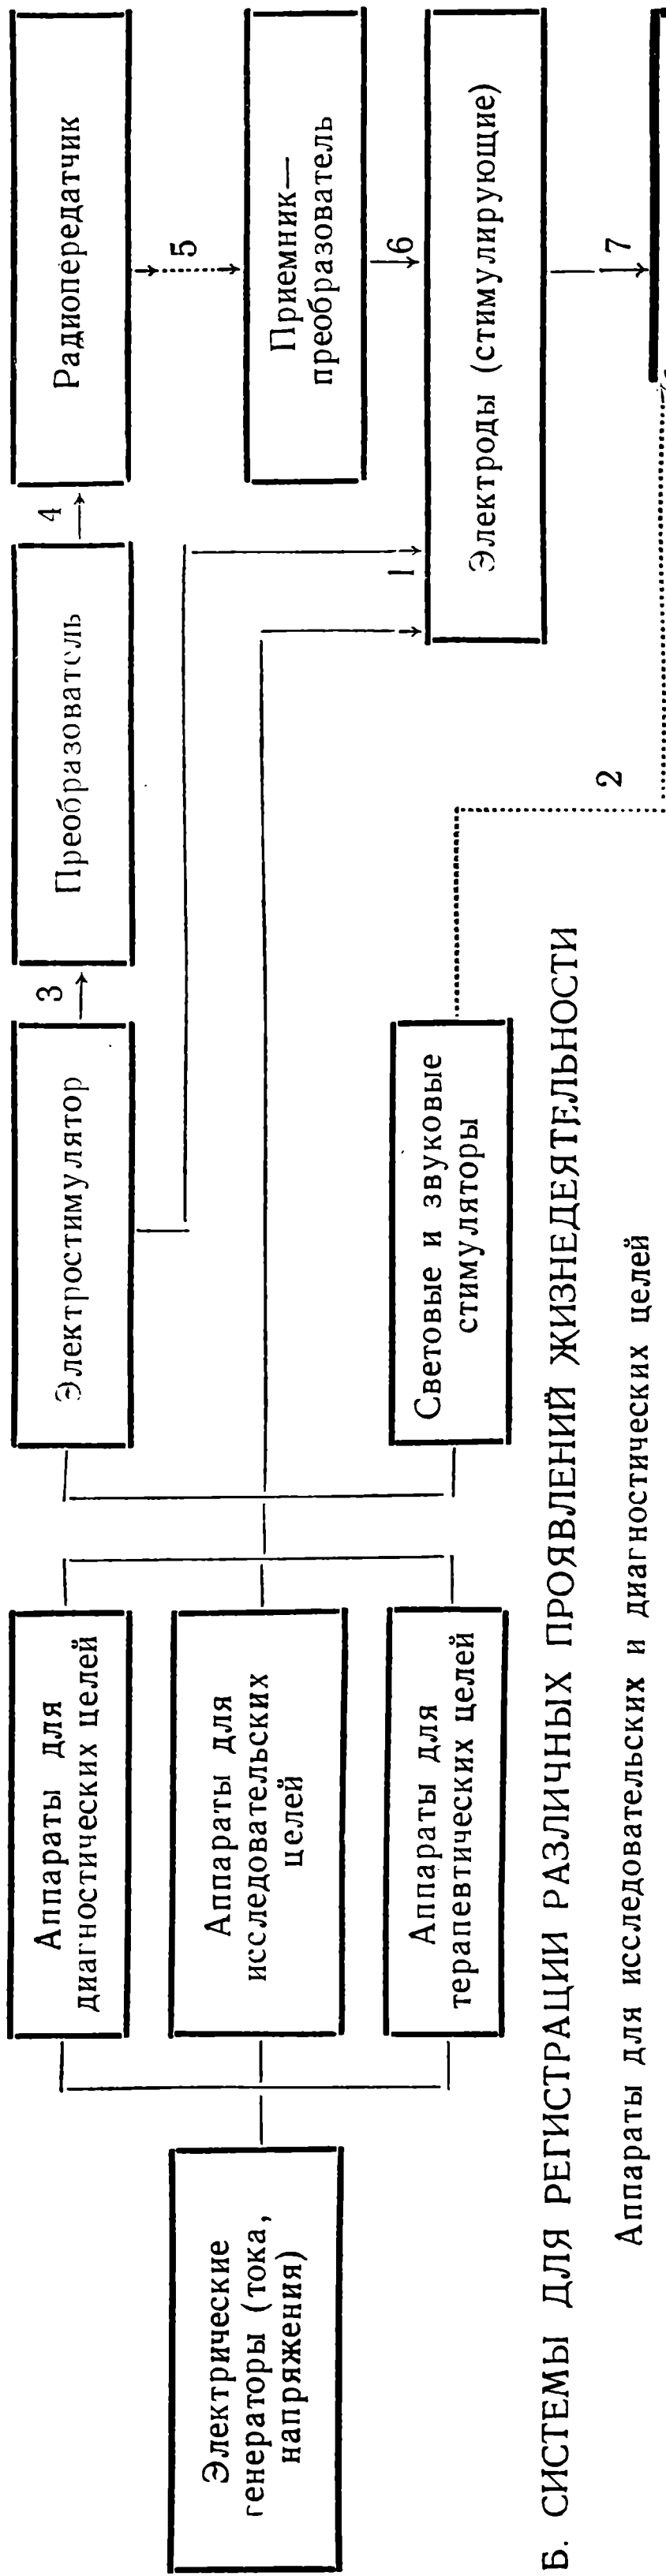 Электрические
генераторы (тока,
напряжения)
Аппараты для
диагностических целей
Аппараты для
исследовательских
целей
Аппараты для
терапевтических целей
Электростимулятор
Световые и звуковые
стимуляторы
3
Преобразователь
4
Радиопередатчик
5
Приемник—
преобразователь
6
1
Электроды (стимулирующие)
7
2
Б. СИСТЕМЫ ДЛЯ РЕГИСТРАЦИИ РАЗЛИЧНЫХ ПРОЯВЛЕНИЙ ЖИЗНЕДЕЯТЕЛЬНОСТИ
Аппараты для исследовательских и диагностических целей